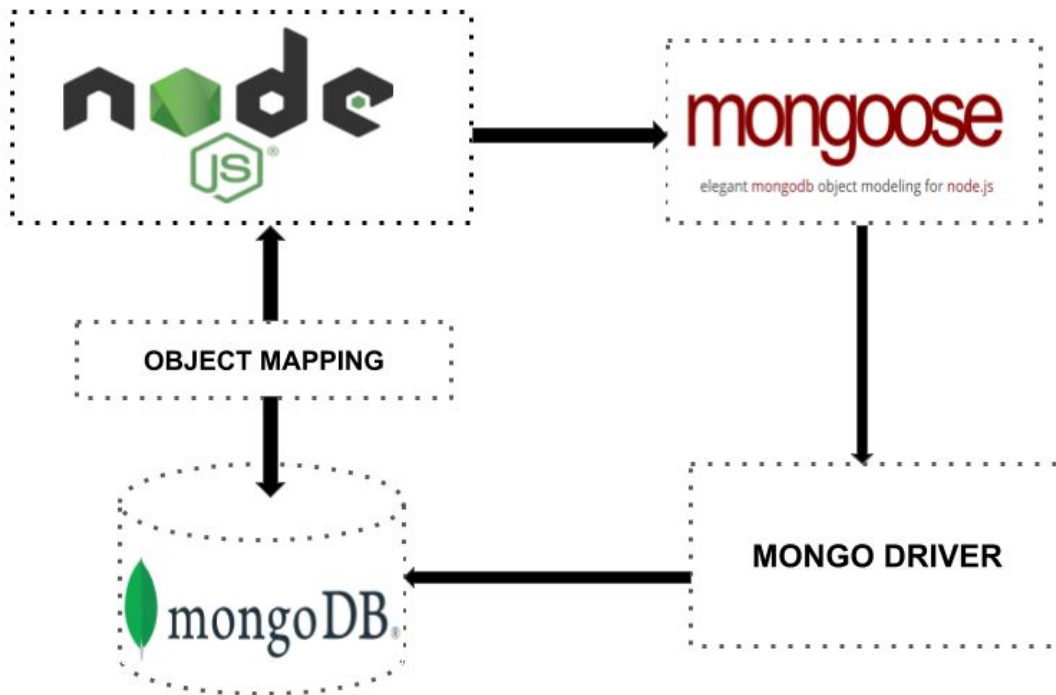 node
JS®
mongoose
elegant mongodb object modeling for node.js
OBJECT MAPPING
MONGO DRIVER
mongoDB®